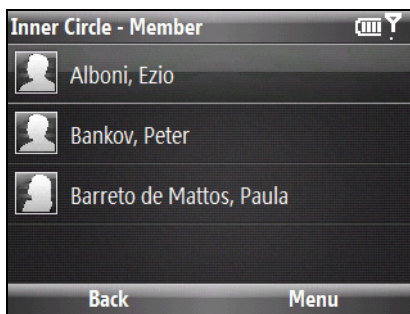 Inner Circle - Member
Alboni, Ezio
Bankov, Peter
Barreto de Mattos, Paula
Back Menu